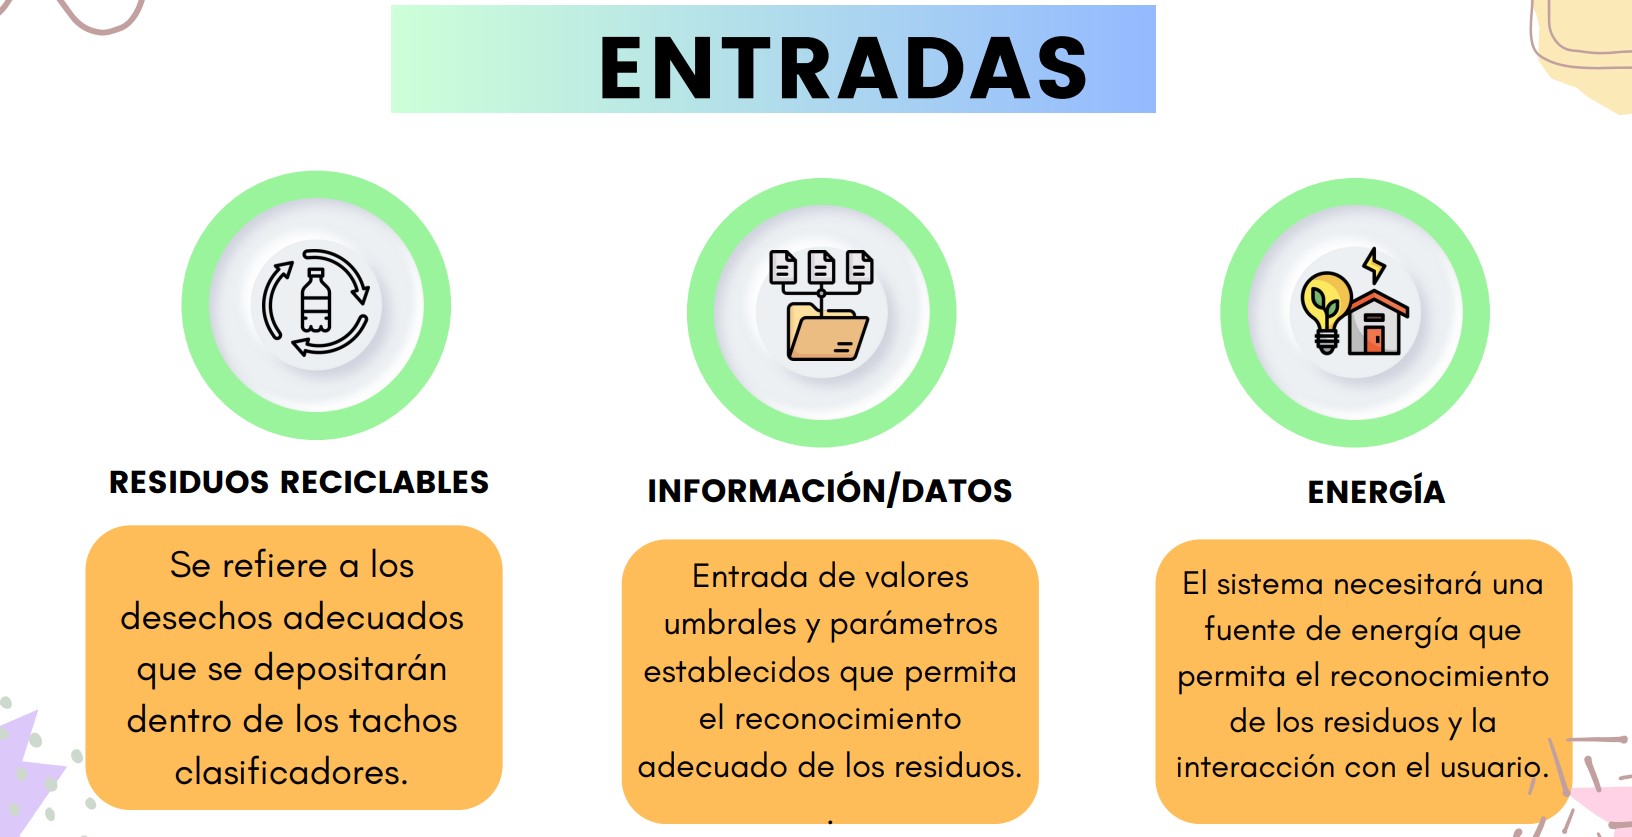 ENTRADAS
RESIDUOS RECICLABLES
Se refiere a los
desechos adecuados
que se depositarán
dentro de los tachos
clasificadores.
INFORMACIÓN/DATOS
Entrada de valores
umbrales y parámetros
establecidos que permita
el reconocimiento
adecuado de los residuos.
.
ENERGÍA
El sistema necesitará una
fuente de energía que
permita el reconocimiento
de los residuos y la
interacción con el usuario.